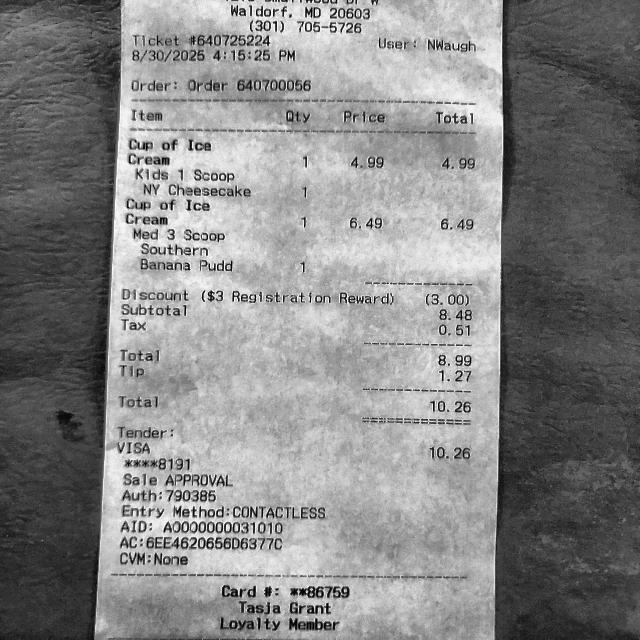 Waldorf, MD 20603
(301) 705-5726
Ticket #640725224 User: NWaugh
8/30/2025 4:15:25 PM
Order: Order 640700056
Item Qty Price Total
Cup of Ice
Cream 1 4.99 4.99
Kids 1 Scoop
NY Cheesecake 1
Cup of Ice
Cream 1 6.49 6.49
Med 3 Scoop
Southern
Banana Pudd 1
Discount ($3 Registration Reward) (3.00)
Subtotal 8.48
Tax 0.51
Total 8.99
Tip 1.27
Total 10.26
Tender:
VISA 10.26
****8191
Sale APPROVAL
Auth:790385
Entry Method:CONTACTLESS
AID: A0000000031010
AC:6EE4620656D6377C
CVM:None
Card #: **86759
Tasja Grant
Loyalty Member